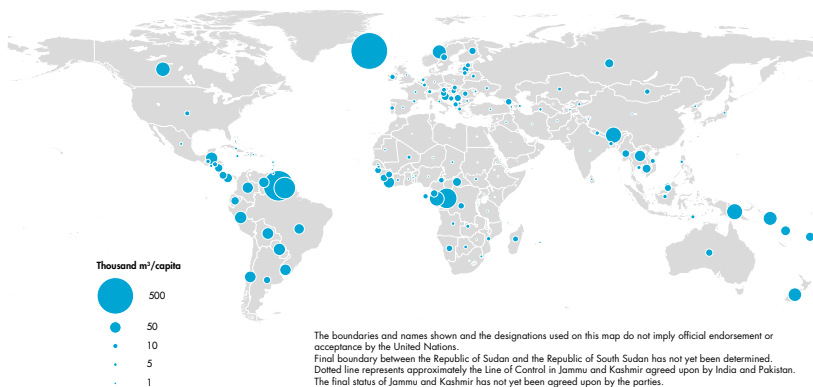 Thousand m³/capita
500
50
10
5
1
The boundaries and names shown and the designations used on this map do not imply official endorsement or
acceptance by the United Nations.
Final boundary between the Republic of Sudan and the Republic of South Sudan has not yet been determined.
Dotted line represents approximately the Line of Control in Jammu and Kashmir agreed upon by India and Pakistan.
The final status of Jammu and Kashmir has not yet been agreed upon by the parties.